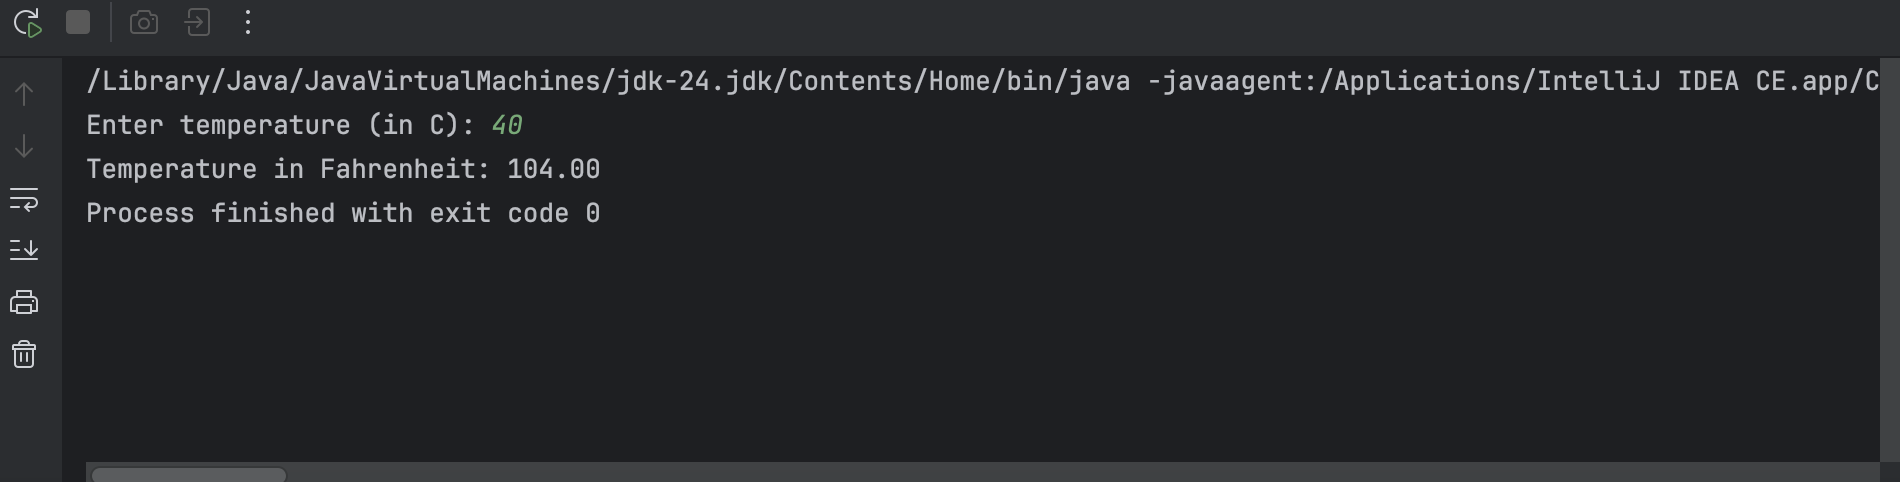 /Library/Java/JavaVirtualMachines/jdk-24.jdk/Contents/Home/bin/java -javaagent:/Applications/IntelliJ IDEA CE.app/C
Enter temperature (in C): 40
Temperature in Fahrenheit: 104.00
Process finished with exit code 0